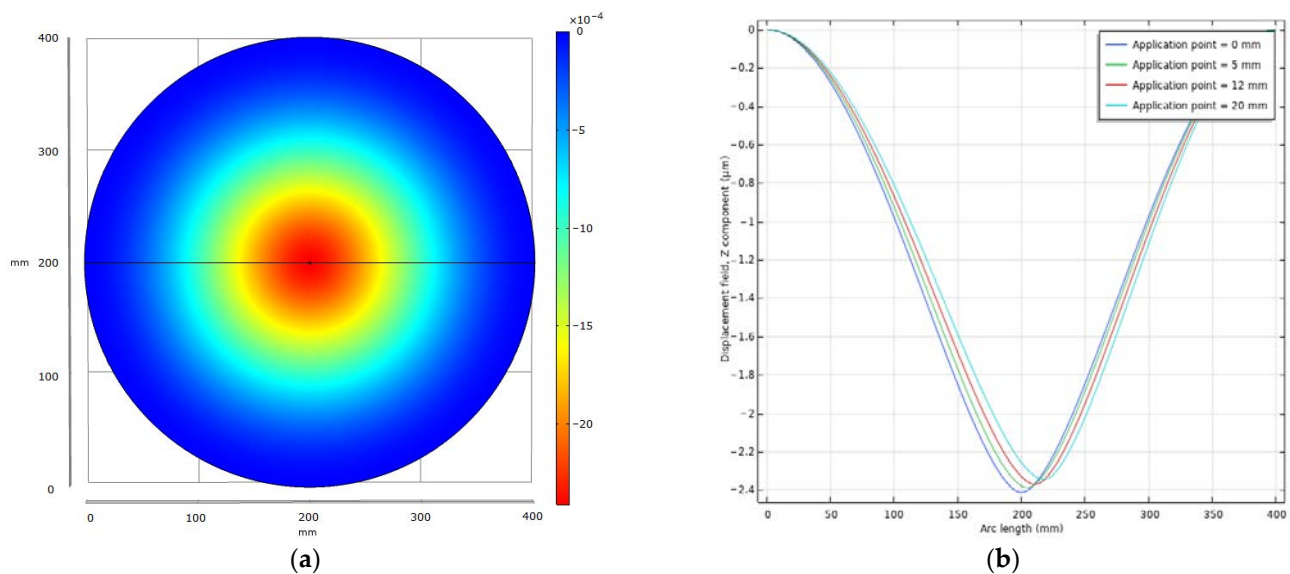 ×10⁻⁴
400
300
mm 200
100
0
0 100 200 300 400
mm
0
−5
−10
−15
−20
(a)
0
−0.2
−0.4
−0.6
−0.8
−1
−1.2
−1.4
−1.6
−1.8
−2
−2.2
−2.4
Displacement field, Z component (µm)
Application point = 0 mm
Application point = 5 mm
Application point = 12 mm
Application point = 20 mm
0 50 100 150 200 250 300 350 400
Arc length (mm)
(b)